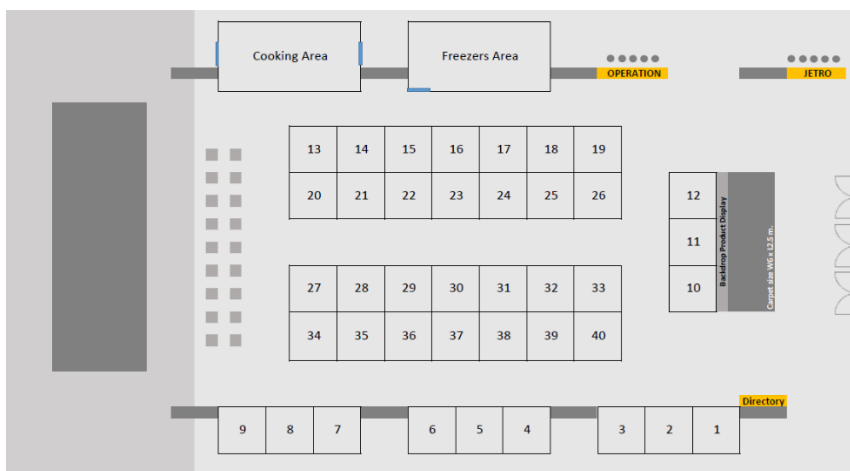 Cooking Area
Freezers Area
OPERATION
JETRO
13 14 15 16 17 18 19
20 21 22 23 24 25 26
12
11
10
Backdrop Product Display
Carpet size W6 x L2.5 m.
27 28 29 30 31 32 33
34 35 36 37 38 39 40
Directory
9 8 7 6 5 4 3 2 1